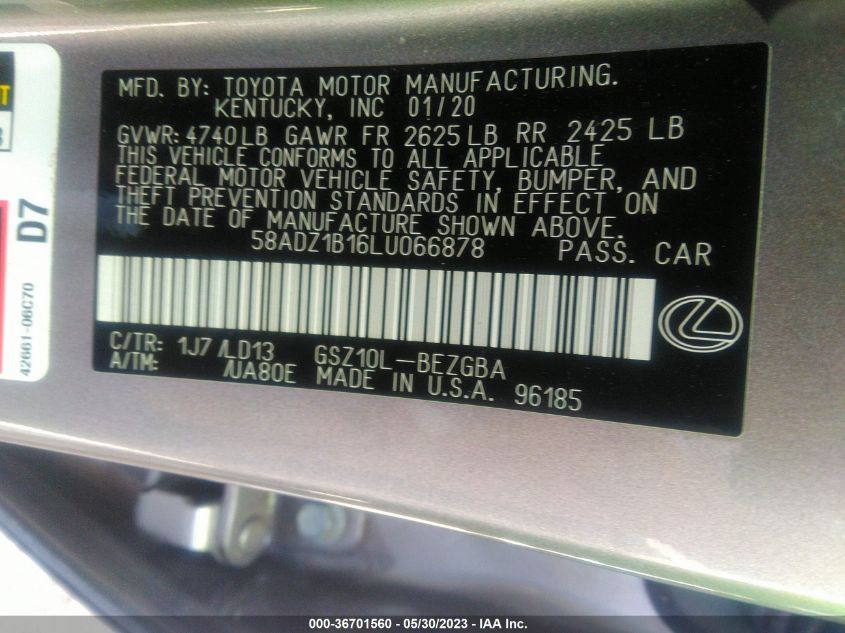 MFD. BY: TOYOTA MOTOR MANUFACTURING.
KENTUCKY, INC 01/20
GVWR: 4740LB GAWR FR 2625LB RR 2425 LB
THIS VEHICLE CONFORMS TO ALL APPLICABLE
FEDERAL MOTOR VEHICLE SAFETY, BUMPER, AND
THEFT PREVENTION STANDARDS IN EFFECT ON
THE DATE OF MANUFACTURE SHOWN ABOVE.
58ADZ1B16LU066878 PASS. CAR
C/TR: 1J7 /LD13 GSZ10L-BEZGBA
A/TM: /UA80E MADE IN U.S.A. 96185
D7
42661-06C70
000-36701560 - 05/30/2023 - IAA Inc.